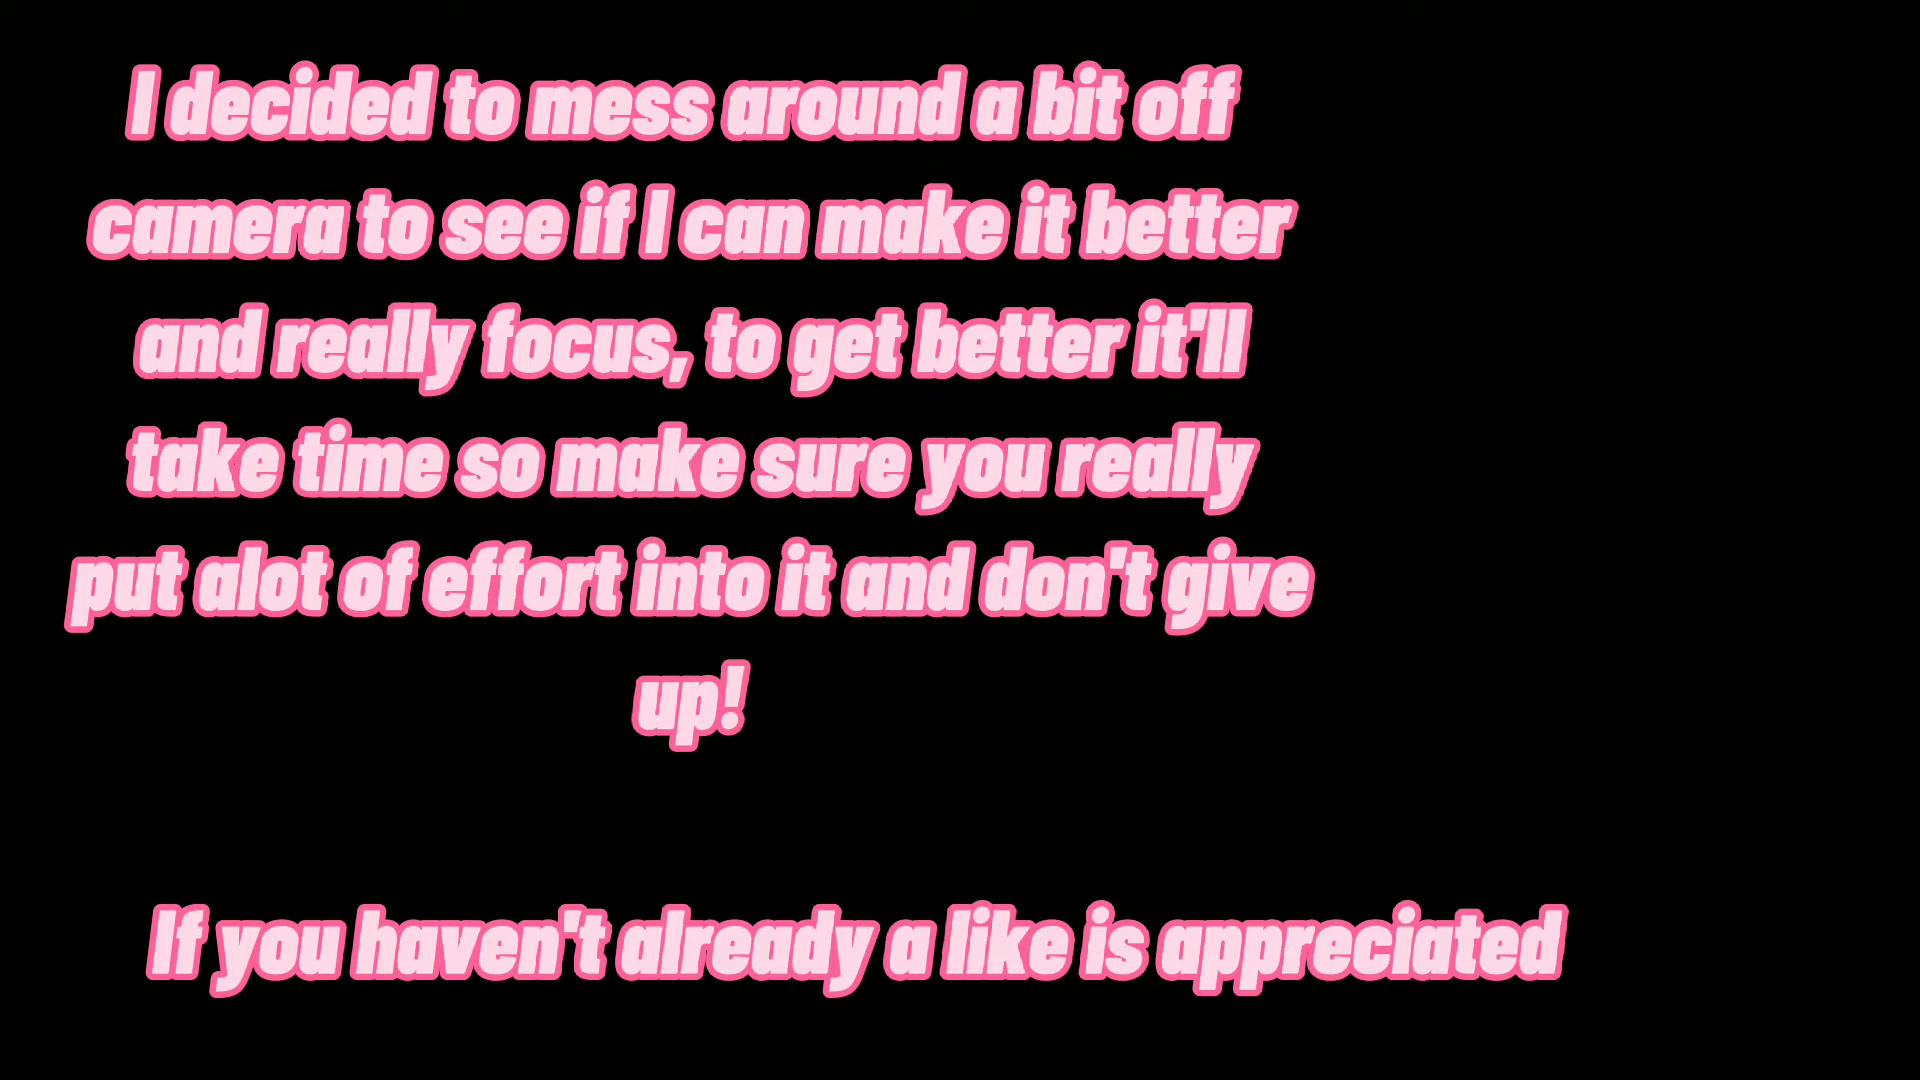 I decided to mess around a bit off
camera to see if I can make it better
and really focus, to get better it'll
take time so make sure you really
put alot of effort into it and don't give
up!
If you haven't already a like is appreciated